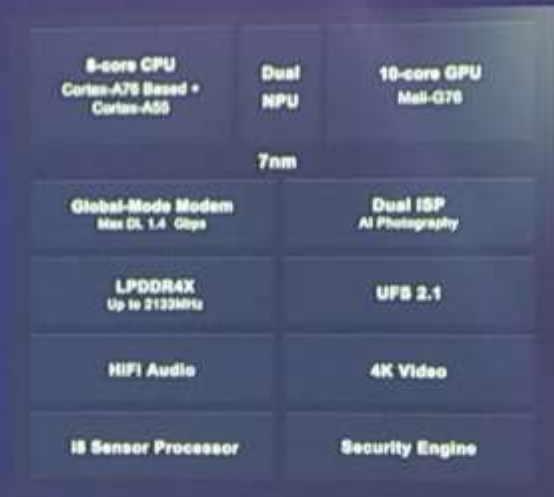 8-core CPU
Cortex-A76 Based +
Cortex-A55
Dual
NPU
10-core GPU
Mali-G76
7nm
Global-Mode Modem
Max DL 1.4 Gbps
Dual ISP
AI Photography
LPDDR4X
Up to 2133MHz
UFS 2.1
HiFi Audio
4K Video
i8 Sensor Processor
Security Engine